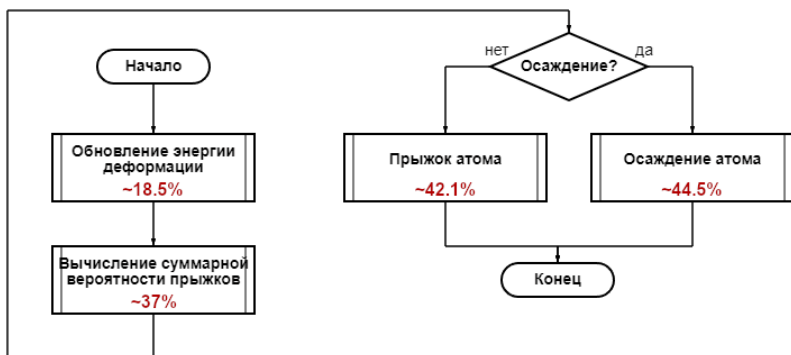 Начало
Обновление энергии
деформации
~18.5%
Вычисление суммарной
вероятности прыжков
~37%
нет
да
Осаждение?
Прыжок атома
~42.1%
Осаждение атома
~44.5%
Конец